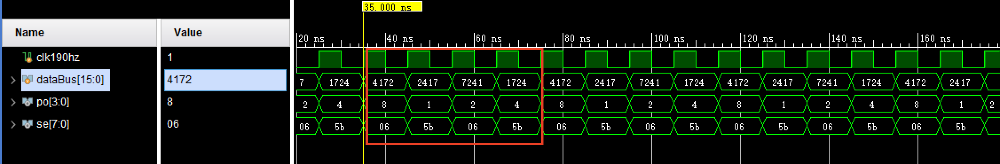 35.000 ns
Name Value
20 ns 40 ns 60 ns 80 ns 100 ns 120 ns 140 ns 160 ns
clk190hz 1
dataBus[15:0] 4172 7 1724 4172 2417 7241 1724 4172 2417 7241 1724 4172 2417 7241 1724 4172 2417
po[3:0] 8 2 4 8 1 2 4 8 1 2 4 8 1 2 4 8 1 2
se[7:0] 06 06 5b 06 5b 06 5b 06 5b 06 5b 06 5b 06 5b 06 5b